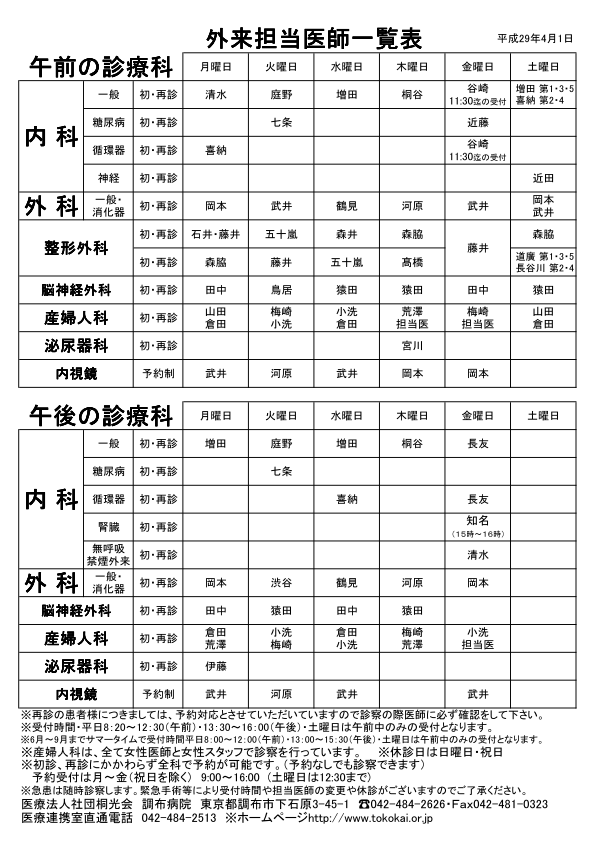 外来担当医師一覧表 平成29年4月1日
午前の診療科 月曜日 火曜日 水曜日 木曜日 金曜日 土曜日
内科 一般 初・再診 清水 庭野 増田 桐谷 谷崎 11:30迄の受付 増田 第1・3・5 喜納 第2・4
糖尿病 初・再診 七条 近藤
循環器 初・再診 喜納 谷崎 11:30迄の受付
神経 初・再診 近田
外科 一般・消化器 初・再診 岡本 武井 鶴見 河原 武井 岡本 武井
整形外科 初・再診 石井・藤井 五十嵐 森井 森脇 藤井 森脇
初・再診 森脇 藤井 五十嵐 髙橋 道廣 第1・3・5 長谷川 第2・4
脳神経外科 初・再診 田中 鳥居 猿田 猿田 田中 猿田
産婦人科 初・再診 山田 倉田 梅崎 小洗 小洗 倉田 荒澤 担当医 梅崎 担当医 山田 倉田
泌尿器科 初・再診 宮川
内視鏡 予約制 武井 河原 武井 岡本 岡本
午後の診療科 月曜日 火曜日 水曜日 木曜日 金曜日 土曜日
内科 一般 初・再診 増田 庭野 増田 桐谷 長友
糖尿病 初・再診 七条
循環器 初・再診 喜納 長友
腎臓 初・再診 知名 (15時～16時)
無呼吸 禁煙外来 初・再診 清水
外科 一般・消化器 初・再診 岡本 渋谷 鶴見 河原 岡本
脳神経外科 初・再診 田中 猿田 田中 猿田
産婦人科 初・再診 倉田 荒澤 小洗 梅崎 倉田 小洗 梅崎 荒澤 小洗 担当医
泌尿器科 初・再診 伊藤
内視鏡 予約制 武井 河原 武井 武井
※再診の患者様につきましては、予約対応とさせていただいていますので診察の際医師に必ず確認をして下さい。
※受付時間・平日8:20～12:30(午前)・13:30～16:00(午後)・土曜日は午前中のみの受付となります。
※6月～9月までサマータイムで受付時間平日8:00～12:00(午前)・13:00～15:30(午後)・土曜日は午前中のみの受付となります。
※産婦人科は、全て女性医師と女性スタッフで診察を行っています。 ※休診日は日曜日・祝日
※初診、再診にかかわらず全科で予約が可能です。(予約なしでも診察できます)
予約受付は月～金(祝日を除く) 9:00～16:00 (土曜日は12:30まで)
※急患は随時診察します。緊急手術等により受付時間や担当医師の変更や休診がございますのでご了承ください。
医療法人社団桐光会 調布病院 東京都調布市下石原3-45-1 ☎042-484-2626・Fax042-481-0323
医療連携室直通電話 042-484-2513 ※ホームページhttp://www.tokokai.or.jp